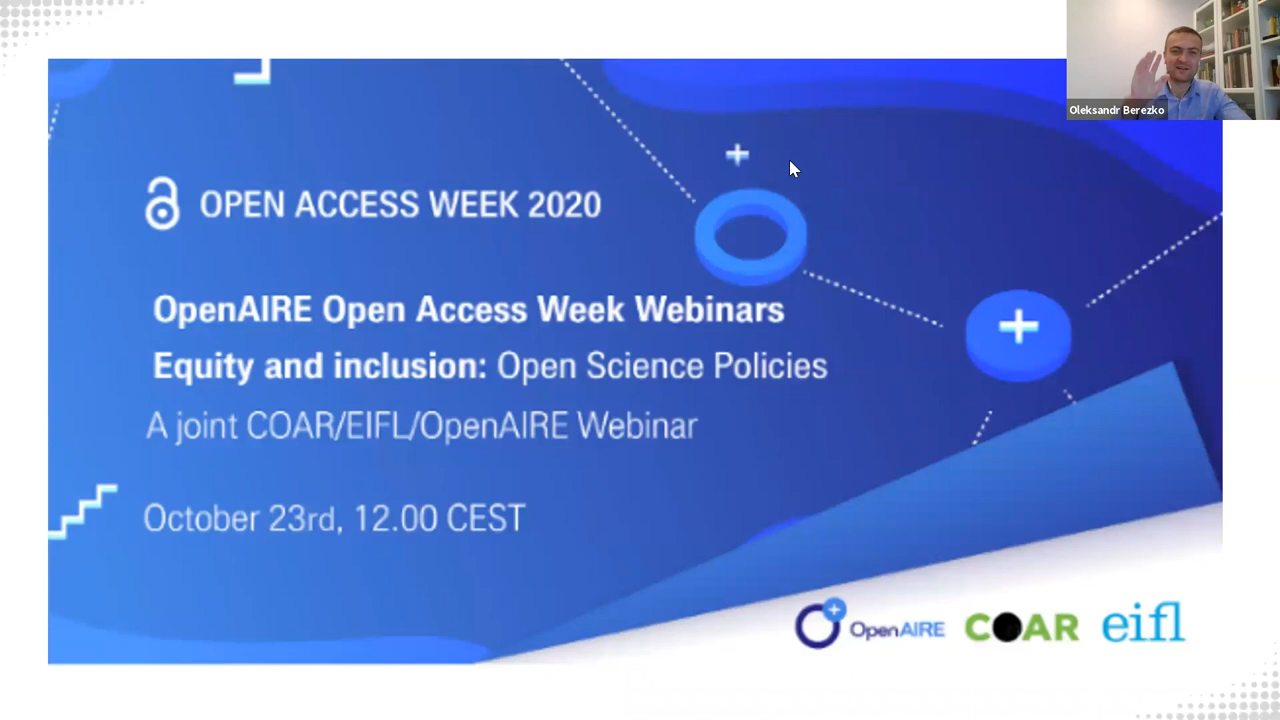 Oleksandr Berezko
OPEN ACCESS WEEK 2020
OpenAIRE Open Access Week Webinars
Equity and inclusion: Open Science Policies
A joint COAR/EIFL/OpenAIRE Webinar
October 23rd, 12.00 CEST
OpenAIRE COAR eifl